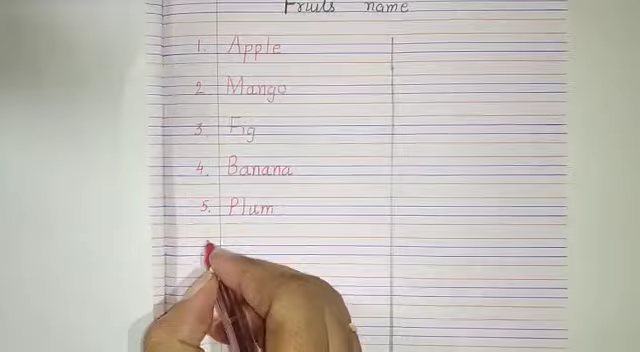 Fruits name
1. Apple
2. Mango
3. Fig
4. Banana
5. Plum